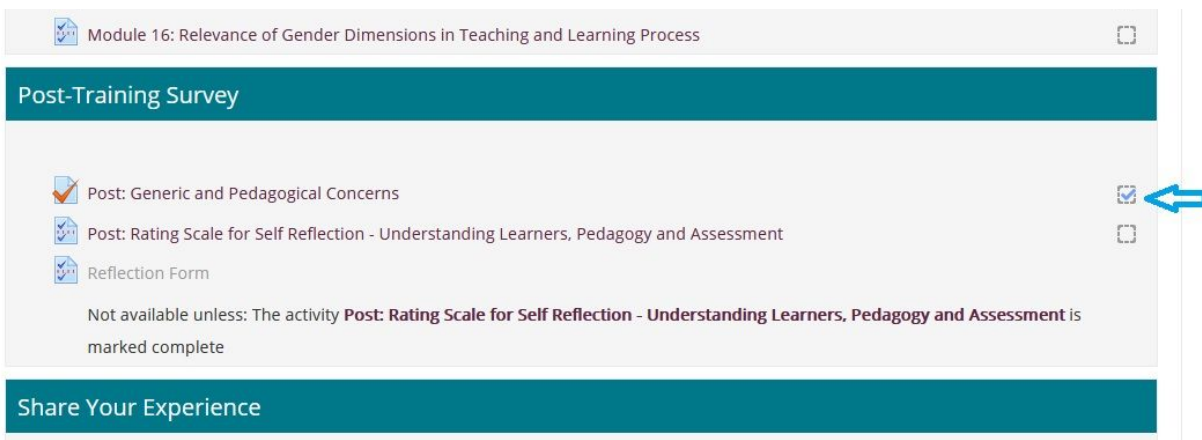 Module 16: Relevance of Gender Dimensions in Teaching and Learning Process
Post-Training Survey
Post: Generic and Pedagogical Concerns
Post: Rating Scale for Self Reflection - Understanding Learners, Pedagogy and Assessment
Reflection Form
Not available unless: The activity Post: Rating Scale for Self Reflection - Understanding Learners, Pedagogy and Assessment is
marked complete
Share Your Experience